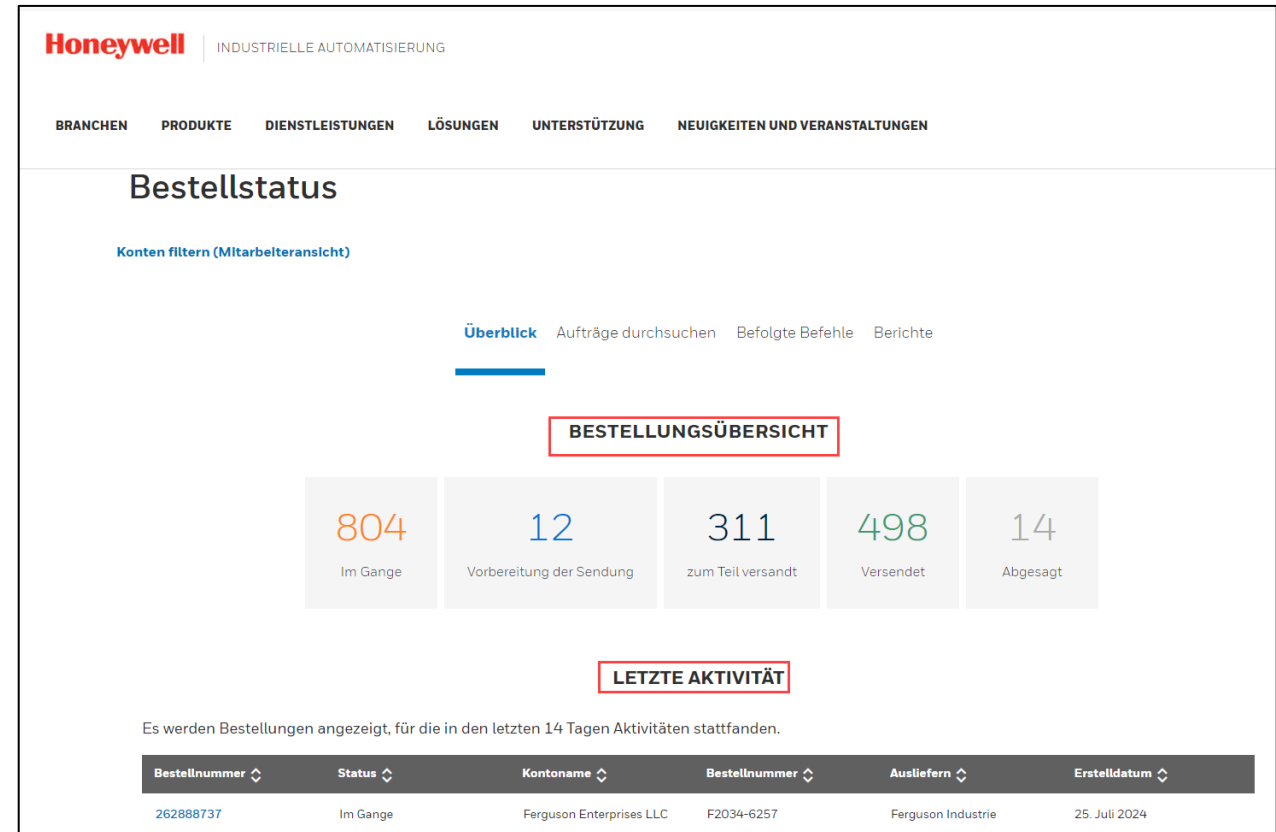 Honeywell INDUSTRIELLE AUTOMATISIERUNG
BRANCHEN PRODUKTE DIENSTLEISTUNGEN LÖSUNGEN UNTERSTÜTZUNG NEUIGKEITEN UND VERANSTALTUNGEN
Bestellstatus
Konten filtern (Mitarbeiteransicht)
Überblick Aufträge durchsuchen Befolgte Befehle Berichte
BESTELLUNGSÜBERSICHT
804 12 311 498 14
Im Gange Vorbereitung der Sendung zum Teil versandt Versendet Abgesagt
LETZTE AKTIVITÄT
Es werden Bestellungen angezeigt, für die in den letzten 14 Tagen Aktivitäten stattfanden.
Bestellnummer Status Kontoname Bestellnummer Ausliefern Erstelldatum
262888737 Im Gange Ferguson Enterprises LLC F2034-6257 Ferguson Industrie 25. Juli 2024